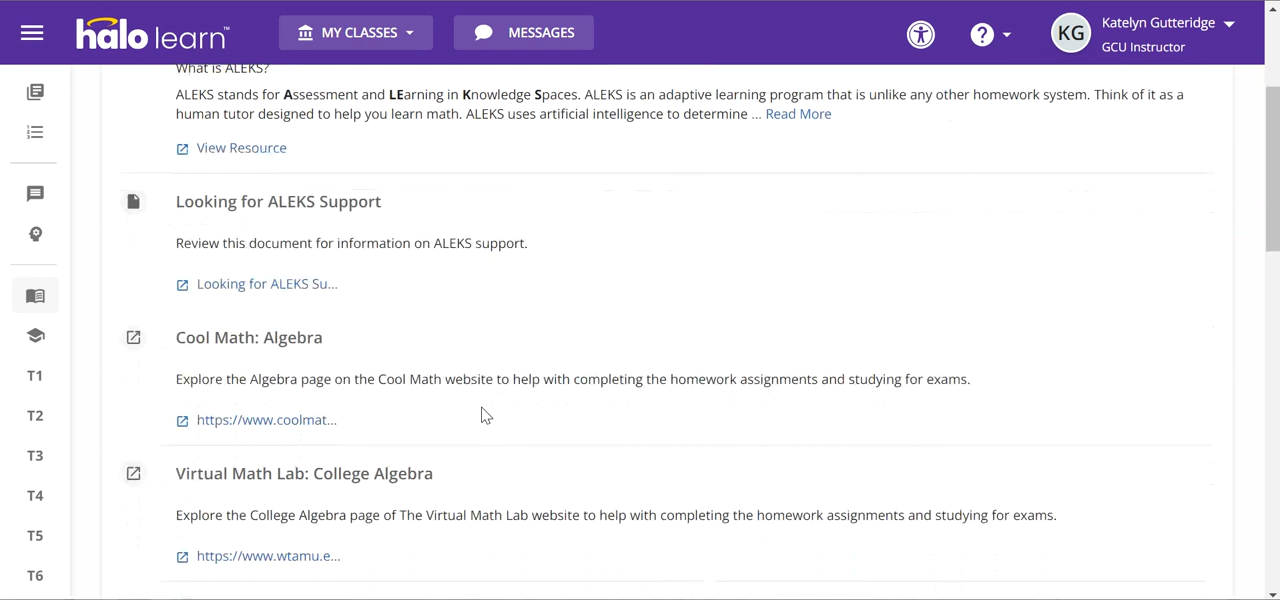 halo learn™
MY CLASSES
MESSAGES
KG
Katelyn Gutteridge
GCU Instructor
What is ALEKS?
ALEKS stands for Assessment and LEarning in Knowledge Spaces. ALEKS is an adaptive learning program that is unlike any other homework system. Think of it as a
human tutor designed to help you learn math. ALEKS uses artificial intelligence to determine ... Read More
View Resource
Looking for ALEKS Support
Review this document for information on ALEKS support.
Looking for ALEKS Su...
Cool Math: Algebra
Explore the Algebra page on the Cool Math website to help with completing the homework assignments and studying for exams.
https://www.coolmat...
Virtual Math Lab: College Algebra
Explore the College Algebra page of The Virtual Math Lab website to help with completing the homework assignments and studying for exams.
https://www.wtamu.e...
T1
T2
T3
T4
T5
T6